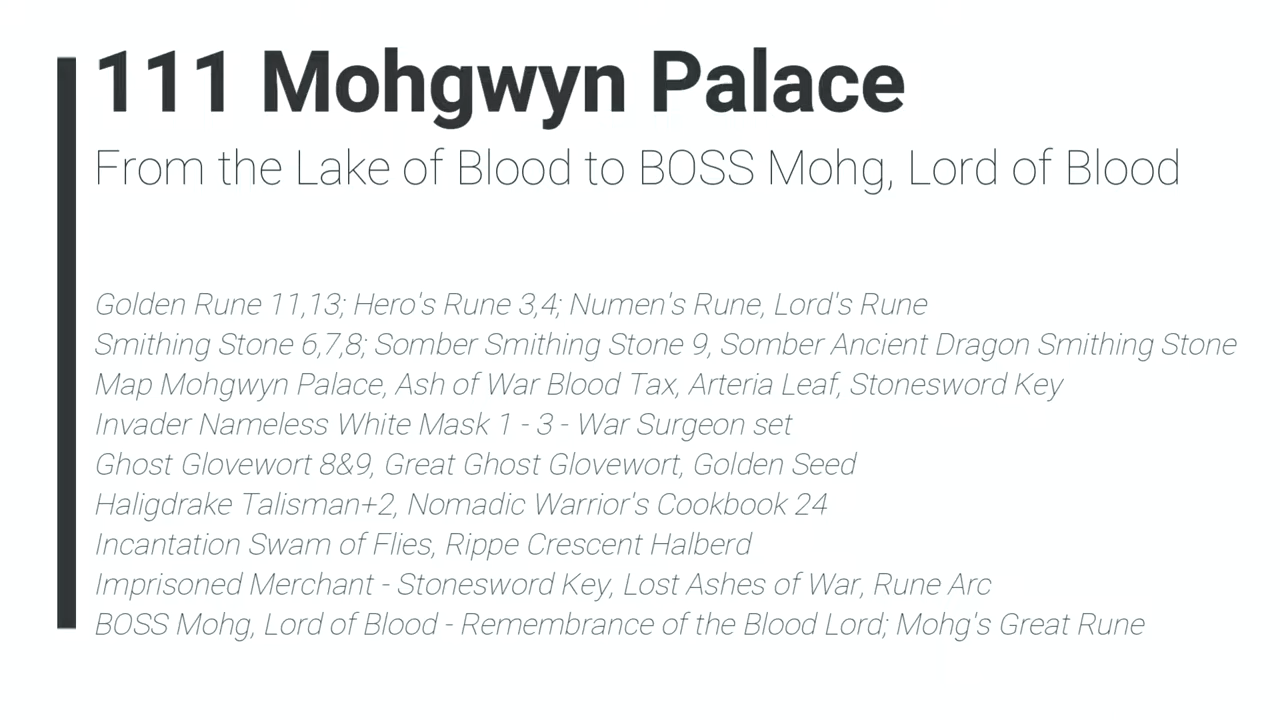 111 Mohgwyn Palace
From the Lake of Blood to BOSS Mohg, Lord of Blood
Golden Rune 11,13; Hero's Rune 3,4; Numen's Rune, Lord's Rune
Smithing Stone 6,7,8; Somber Smithing Stone 9, Somber Ancient Dragon Smithing Stone
Map Mohgwyn Palace, Ash of War Blood Tax, Arteria Leaf, Stonesword Key
Invader Nameless White Mask 1 - 3 - War Surgeon set
Ghost Glovewort 8&9, Great Ghost Glovewort, Golden Seed
Haligdrake Talisman+2, Nomadic Warrior's Cookbook 24
Incantation Swam of Flies, Rippe Crescent Halberd
Imprisoned Merchant - Stonesword Key, Lost Ashes of War, Rune Arc
BOSS Mohg, Lord of Blood - Remembrance of the Blood Lord; Mohg's Great Rune